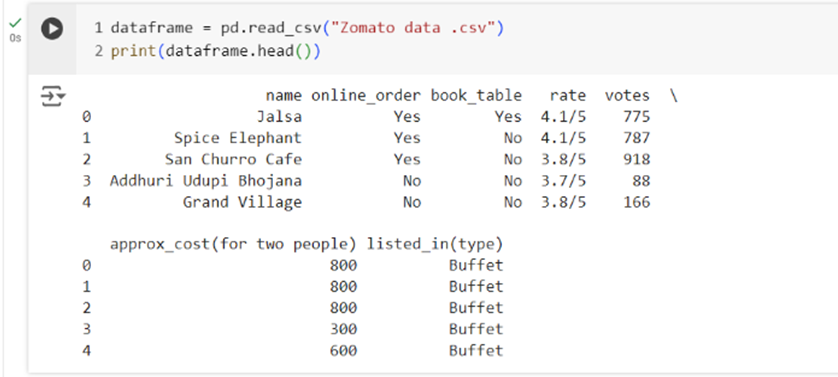 1 dataframe = pd.read_csv("Zomato data .csv")
0s
2 print(dataframe.head())
name online_order book_table rate votes \
0 Jalsa Yes Yes 4.1/5 775
1 Spice Elephant Yes No 4.1/5 787
2 San Churro Cafe Yes No 3.8/5 918
3 Addhuri Udupi Bhojana No No 3.7/5 88
4 Grand Village No No 3.8/5 166
approx_cost(for two people) listed_in(type)
0 800 Buffet
1 800 Buffet
2 800 Buffet
3 300 Buffet
4 600 Buffet